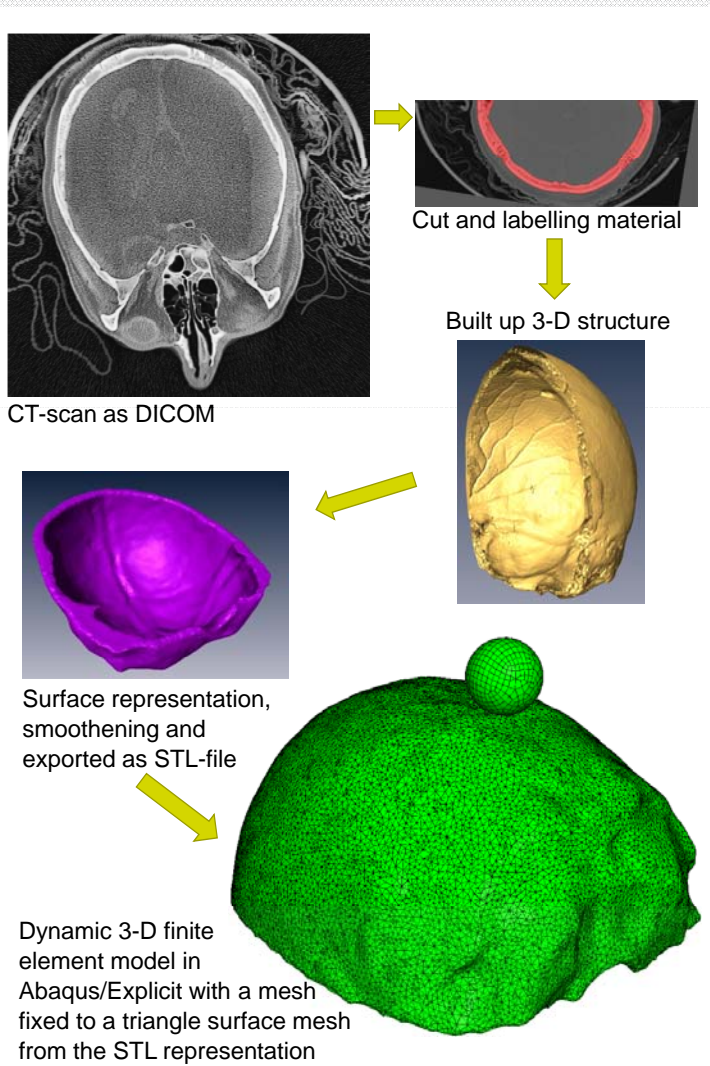 CT-scan as DICOM
Cut and labelling material
Built up 3-D structure
Surface representation,
smoothening and
exported as STL-file
Dynamic 3-D finite
element model in
Abaqus/Explicit with a mesh
fixed to a triangle surface mesh
from the STL representation